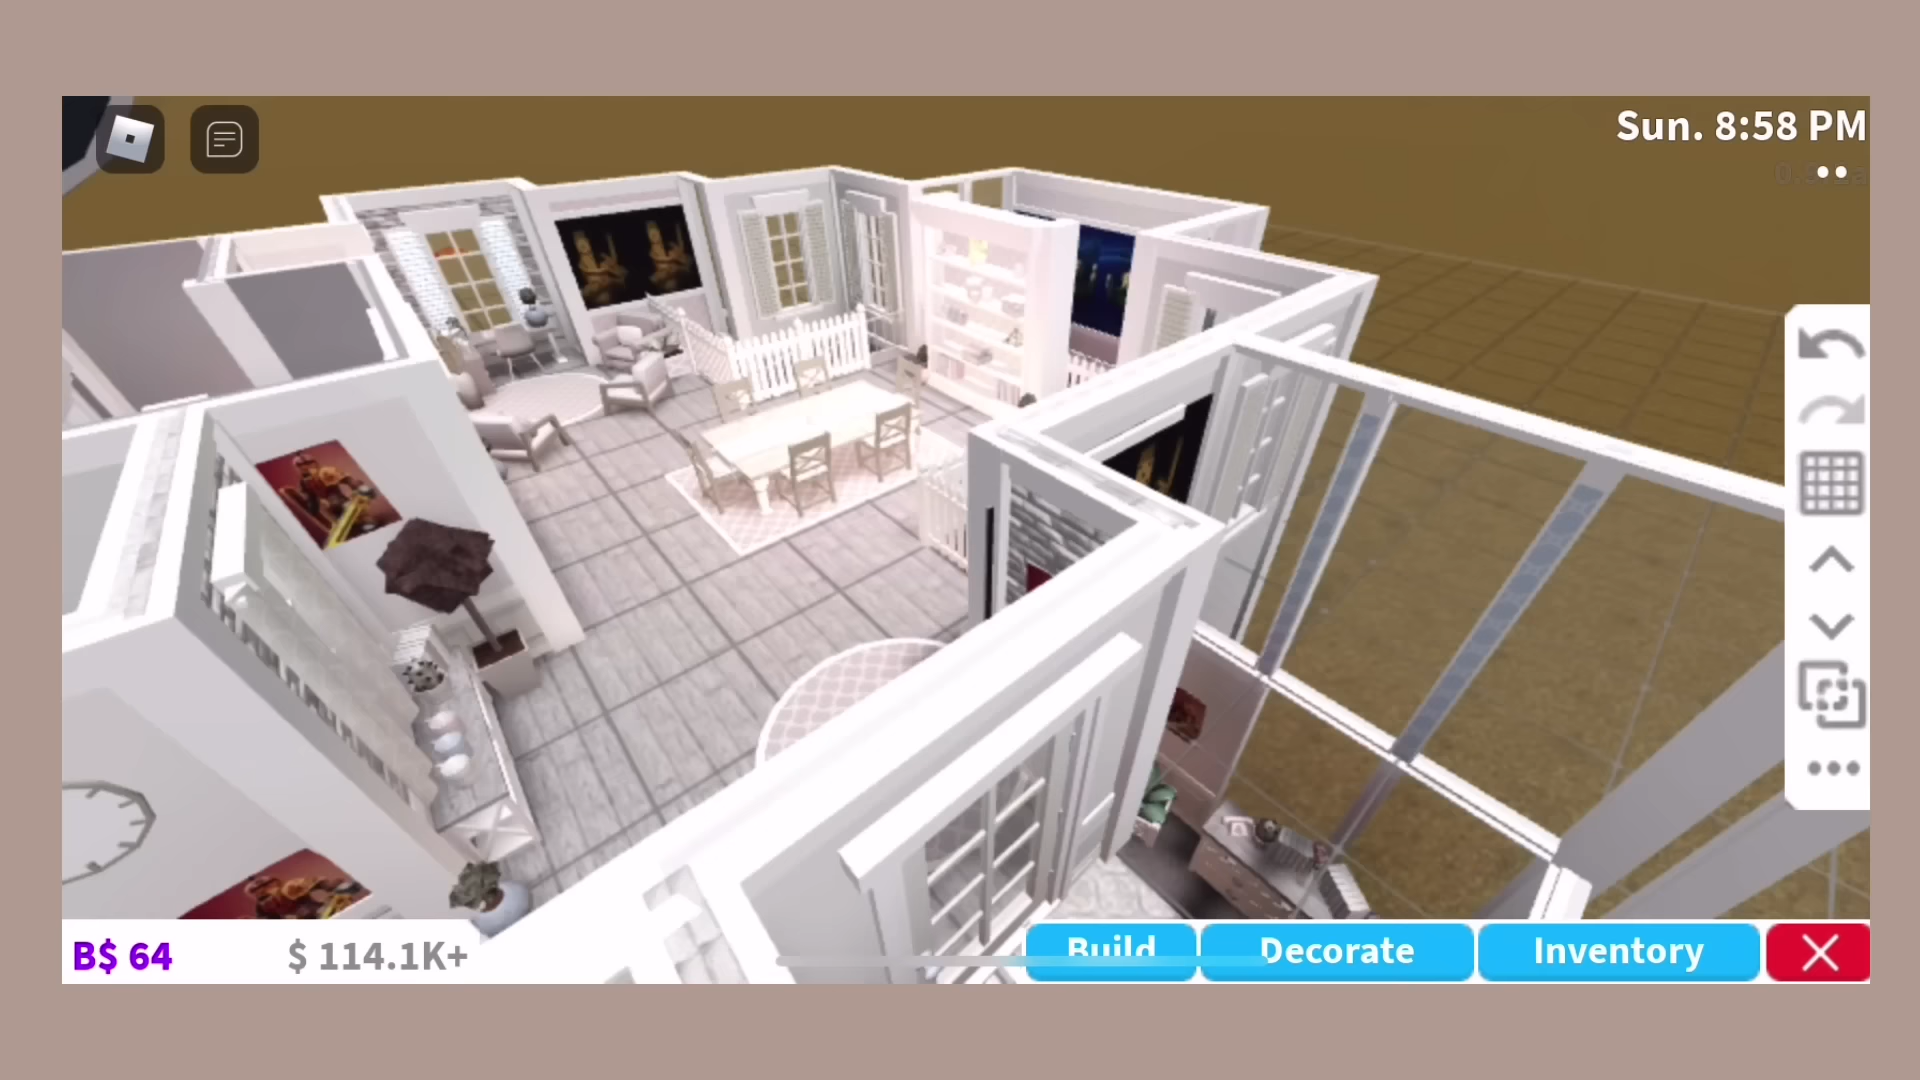 Sun. 8:58 PM
B$ 64
$ 114.1K+
Build
Decorate
Inventory